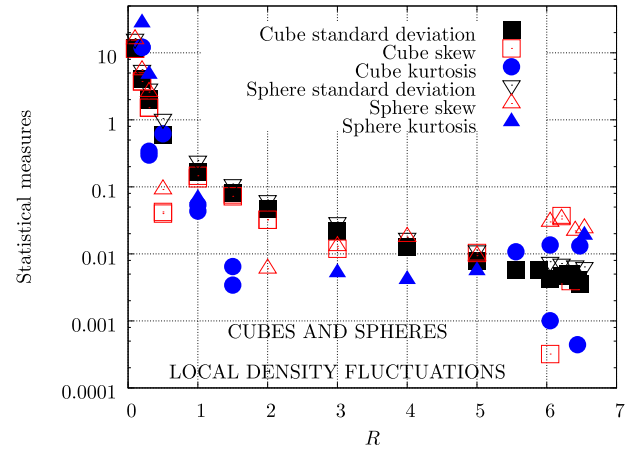 10
1
0.1
0.01
0.001
0.0001
Statistical measures
Cube standard deviation
Cube skew
Cube kurtosis
Sphere standard deviation
Sphere skew
Sphere kurtosis
CUBES AND SPHERES
LOCAL DENSITY FLUCTUATIONS
0 1 2 3 4 5 6 7
R